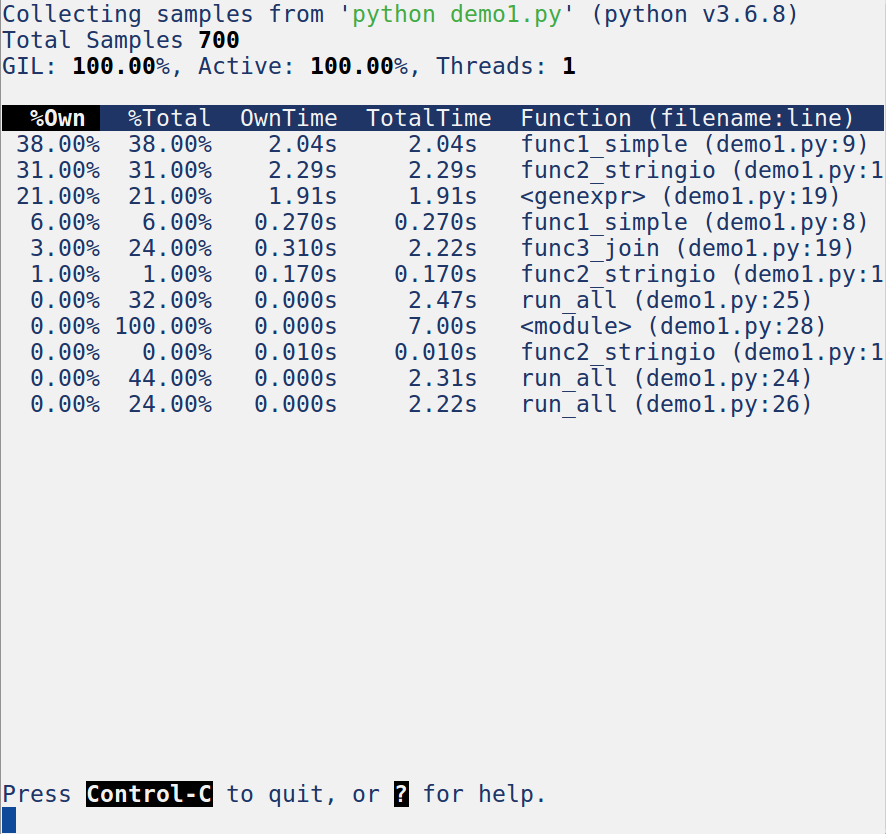 Collecting samples from 'python demo1.py' (python v3.6.8)
Total Samples 700
GIL: 100.00%, Active: 100.00%, Threads: 1
%Own %Total OwnTime TotalTime Function (filename:line)
38.00% 38.00% 2.04s 2.04s func1_simple (demo1.py:9)
31.00% 31.00% 2.29s 2.29s func2_stringio (demo1.py:1
21.00% 21.00% 1.91s 1.91s <genexpr> (demo1.py:19)
6.00% 6.00% 0.270s 0.270s func1_simple (demo1.py:8)
3.00% 24.00% 0.310s 2.22s func3_join (demo1.py:19)
1.00% 1.00% 0.170s 0.170s func2_stringio (demo1.py:1
0.00% 32.00% 0.000s 2.47s run_all (demo1.py:25)
0.00% 100.00% 0.000s 7.00s <module> (demo1.py:28)
0.00% 0.00% 0.010s 0.010s func2_stringio (demo1.py:1
0.00% 44.00% 0.000s 2.31s run_all (demo1.py:24)
0.00% 24.00% 0.000s 2.22s run_all (demo1.py:26)
Press Control-C to quit, or ? for help.